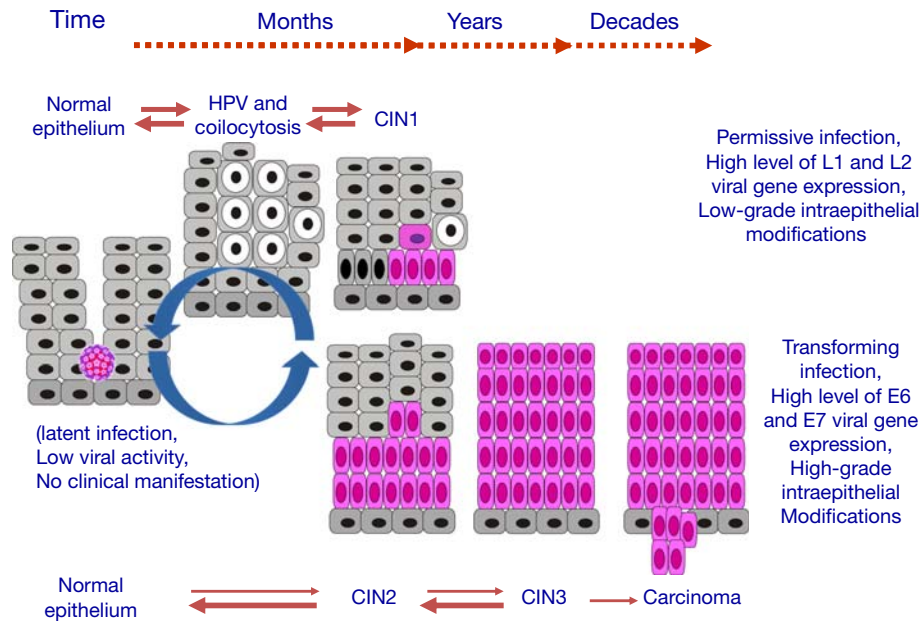 Time
Months
Years
Decades
Normal
epithelium
HPV and
coilocytosis
CIN1
Permissive infection,
High level of L1 and L2
viral gene expression,
Low-grade intraepithelial
modifications
(latent infection,
Low viral activity,
No clinical manifestation)
Transforming
infection,
High level of E6
and E7 viral gene
expression,
High-grade
intraepithelial
Modifications
Normal
epithelium
CIN2
CIN3
Carcinoma